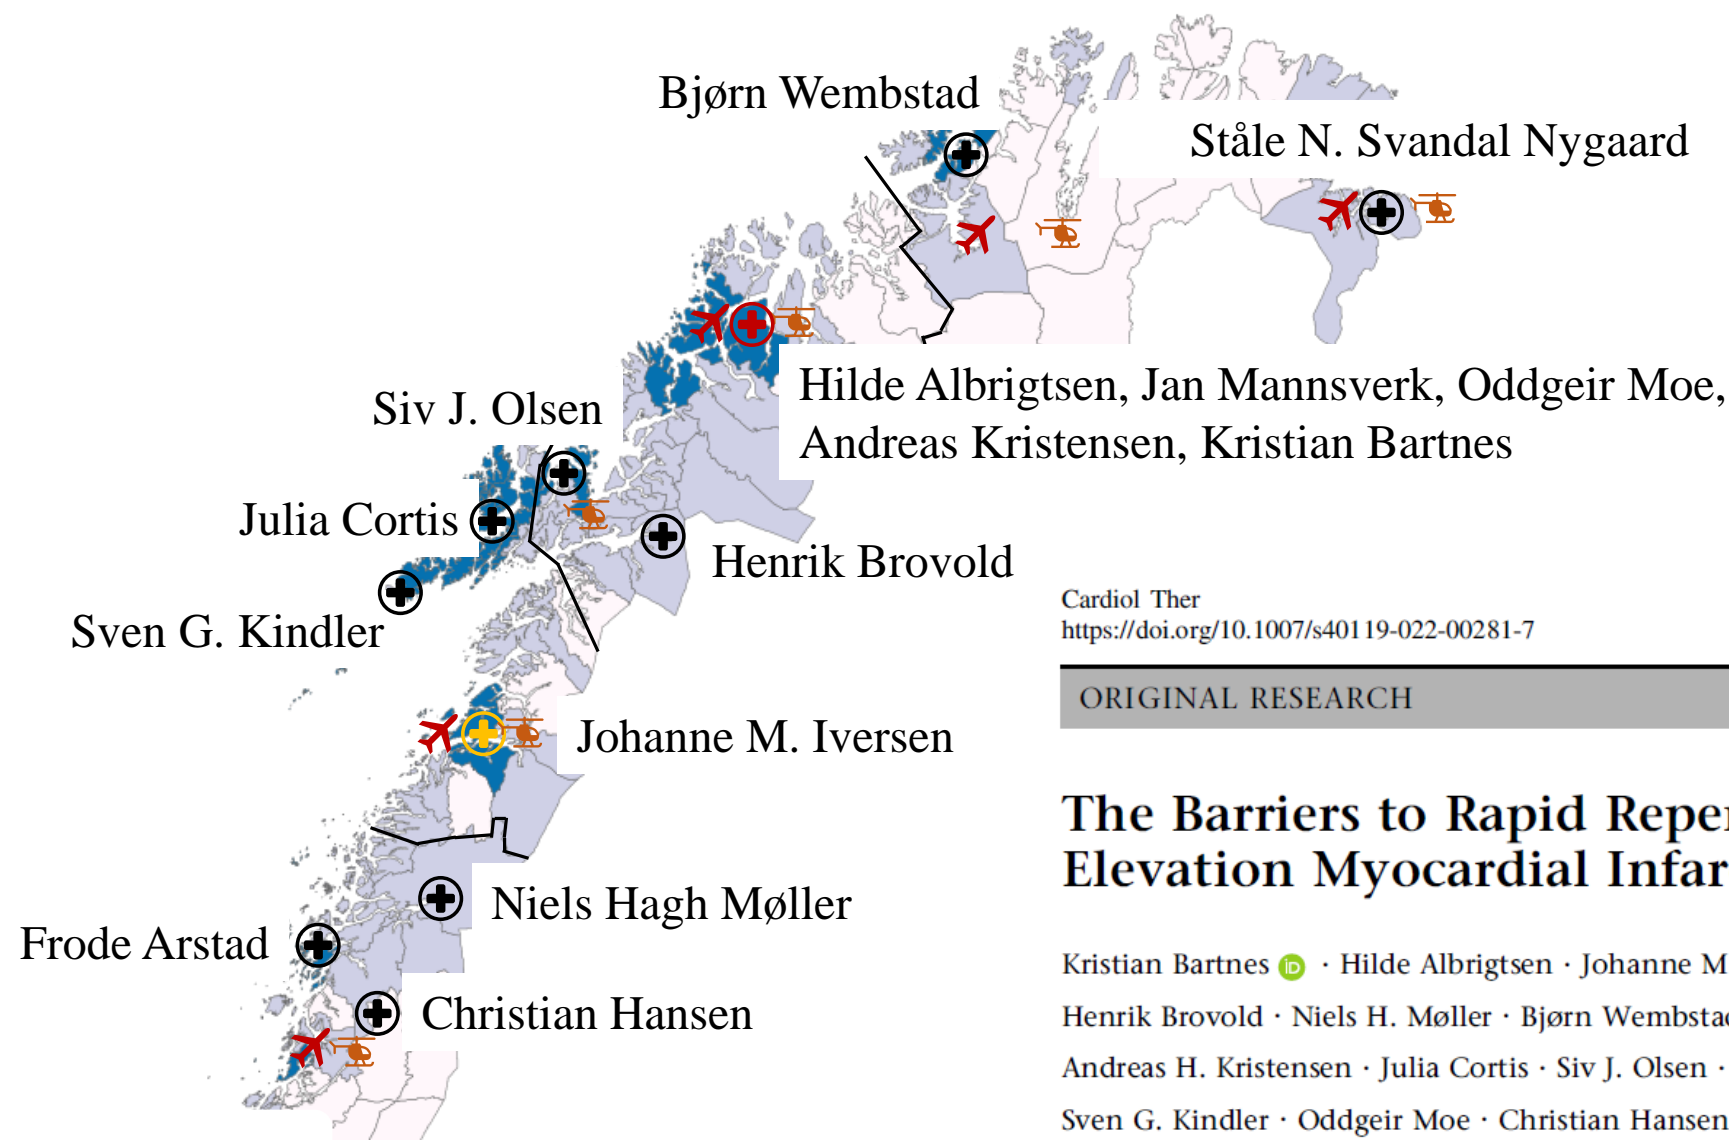 Bjørn Wembstad
Ståle N. Svandal Nygaard
Hilde Albrigtsen, Jan Mannsverk, Oddgeir Moe,
Andreas Kristensen, Kristian Bartnes
Siv J. Olsen
Julia Cortis
Henrik Brovold
Sven G. Kindler
Johanne M. Iversen
Niels Hagh Møller
Frode Arstad
Christian Hansen
Cardiol Ther
https://doi.org/10.1007/s40119-022-00281-7
ORIGINAL RESEARCH
The Barriers to Rapid Reper
Elevation Myocardial Infar
Kristian Bartnes iD · Hilde Albrigtsen · Johanne M
Henrik Brovold · Niels H. Møller · Bjørn Wembstad
Andreas H. Kristensen · Julia Cortis · Siv J. Olsen ·
Sven G. Kindler · Oddgeir Moe · Christian Hansen